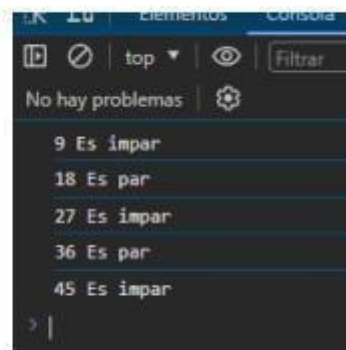 Elementos Consola
top Filtrar
No hay problemas
9 Es impar
18 Es par
27 Es impar
36 Es par
45 Es impar